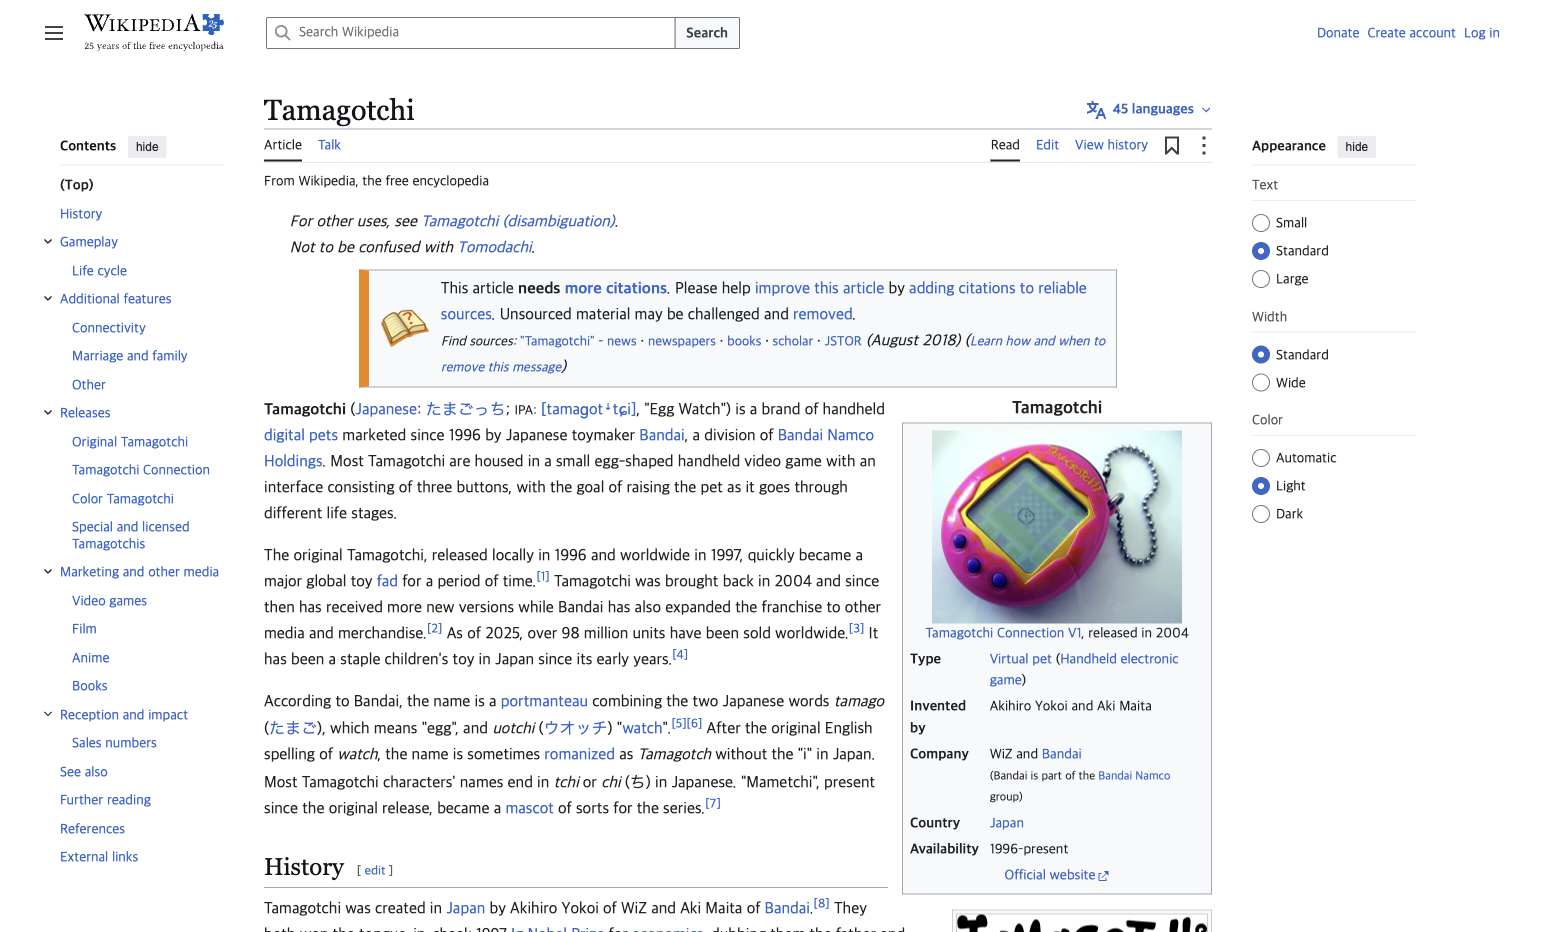 WIKIPEDIA 25
25 years of the free encyclopedia
Search Wikipedia
Search
Donate Create account Log in
Contents hide
(Top)
History
Gameplay
Life cycle
Additional features
Connectivity
Marriage and family
Other
Releases
Original Tamagotchi
Tamagotchi Connection
Color Tamagotchi
Special and licensed
Tamagotchis
Marketing and other media
Video games
Film
Anime
Books
Reception and impact
Sales numbers
See also
Further reading
References
External links
Tamagotchi
45 languages
Article Talk
Read Edit View history
From Wikipedia, the free encyclopedia
For other uses, see Tamagotchi (disambiguation).
Not to be confused with Tomodachi.
This article needs more citations. Please help improve this article by adding citations to reliable
sources. Unsourced material may be challenged and removed.
Find sources: "Tamagotchi" - news · newspapers · books · scholar · JSTOR (August 2018) (Learn how and when to
remove this message)
Tamagotchi (Japanese: たまごっち; IPA: [tamaɡotꜜtɕi], "Egg Watch") is a brand of handheld
digital pets marketed since 1996 by Japanese toymaker Bandai, a division of Bandai Namco
Holdings. Most Tamagotchi are housed in a small egg-shaped handheld video game with an
interface consisting of three buttons, with the goal of raising the pet as it goes through
different life stages.
The original Tamagotchi, released locally in 1996 and worldwide in 1997, quickly became a
major global toy fad for a period of time.[1] Tamagotchi was brought back in 2004 and since
then has received more new versions while Bandai has also expanded the franchise to other
media and merchandise.[2] As of 2025, over 98 million units have been sold worldwide.[3] It
has been a staple children's toy in Japan since its early years.[4]
According to Bandai, the name is a portmanteau combining the two Japanese words tamago
(たまご), which means "egg", and uotchi (ウオッチ) "watch".[5][6] After the original English
spelling of watch, the name is sometimes romanized as Tamagotch without the "i" in Japan.
Most Tamagotchi characters' names end in tchi or chi (ち) in Japanese. "Mametchi", present
since the original release, became a mascot of sorts for the series.[7]
History [ edit ]
Tamagotchi was created in Japan by Akihiro Yokoi of WiZ and Aki Maita of Bandai.[8] They
both won the tongue-in-cheek 1997 Ig Nobel Prize for economics, dubbing them the father and
Tamagotchi
Tamagotchi
Tamagotchi Connection V1, released in 2004
Type Virtual pet (Handheld electronic
game)
Invented Akihiro Yokoi and Aki Maita
by
Company WiZ and Bandai
(Bandai is part of the Bandai Namco
group)
Country Japan
Availability 1996-present
Official website
Appearance hide
Text
Small
Standard
Large
Width
Standard
Wide
Color
Automatic
Light
Dark